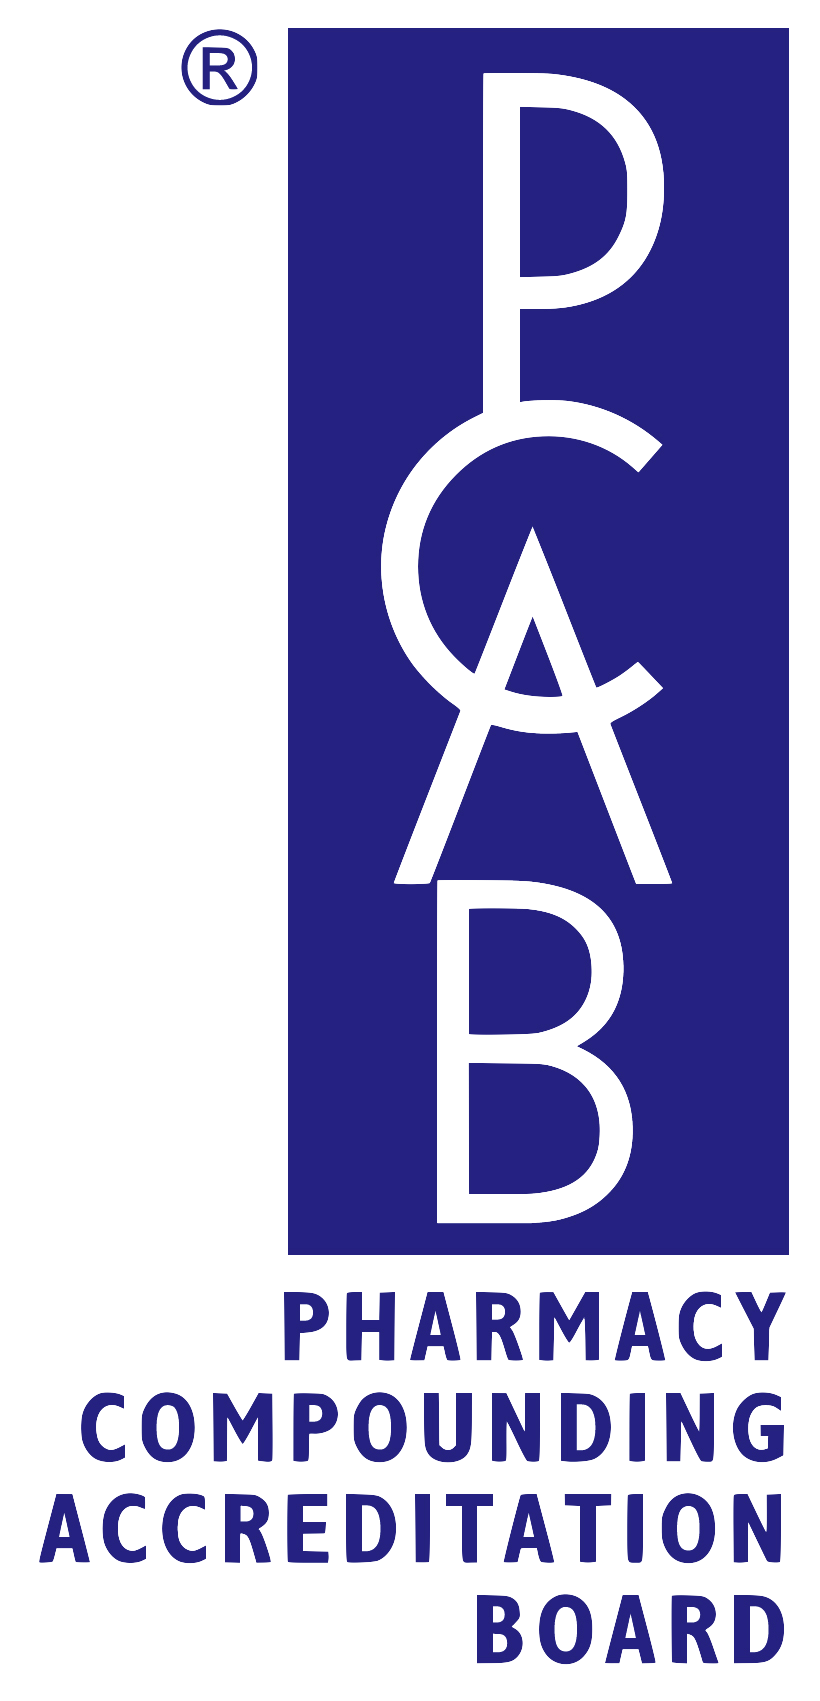 ®
PCAB
PHARMACY
COMPOUNDING
ACCREDITATION
BOARD